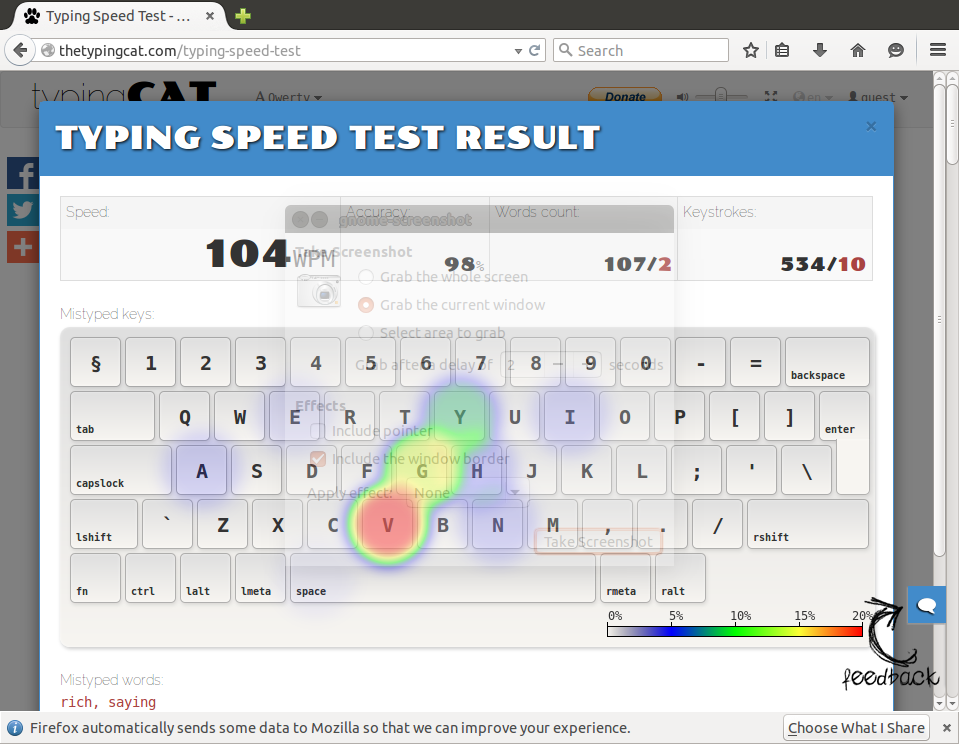 Typing Speed Test - ...
thetypingcat.com/typing-speed-test
Search
typingCAT
A Qwerty
Donate
en
guest
TYPING SPEED TEST RESULT
Speed: Accuracy: Words count: Keystrokes:
104 WPM 98% 107/2 534/10
gnome-screenshot
Take Screenshot
Grab the whole screen
Grab the current window
Select area to grab
Grab after a delay of 2 − → seconds
Effects
Include pointer
Include the window border
Apply effect: None
Take Screenshot
Mistyped keys:
§ 1 2 3 4 5 6 7 8 9 0 - = backspace
tab Q W E R T Y U I O P [ ] enter
capslock A S D F G H J K L ; ' \
lshift ` Z X C V B N M , . / rshift
fn ctrl lalt lmeta space rmeta ralt
0% 5% 10% 15% 20%
feedback
Mistyped words:
rich, saying
Firefox automatically sends some data to Mozilla so that we can improve your experience.
Choose What I Share